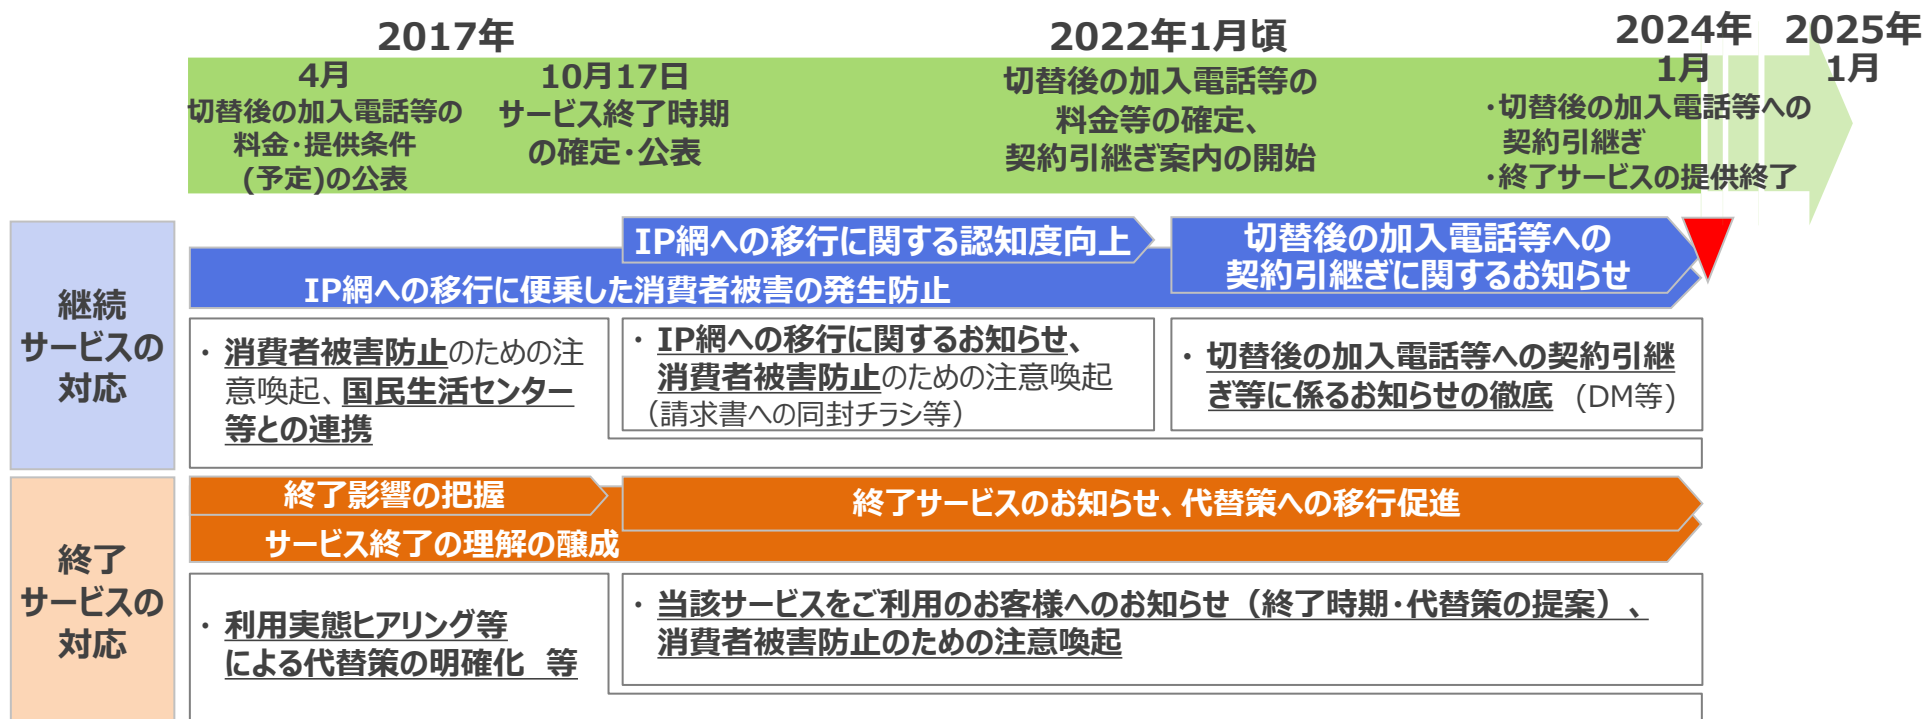 2017年
2022年1月頃
2024年
1月
2025年
1月
4月
切替後の加入電話等の
料金・提供条件
(予定)の公表
10月17日
サービス終了時期
の確定・公表
切替後の加入電話等の
料金等の確定、
契約引継ぎ案内の開始
・切替後の加入電話等への
契約引継ぎ
・終了サービスの提供終了
継続
サービスの
対応
IP網への移行に関する認知度向上
切替後の加入電話等への
契約引継ぎに関するお知らせ
IP網への移行に便乗した消費者被害の発生防止
・消費者被害防止のための注
意喚起、国民生活センター
等との連携
・IP網への移行に関するお知らせ、
消費者被害防止のための注意喚起
（請求書への同封チラシ等）
・切替後の加入電話等への契約引継
ぎ等に係るお知らせの徹底 (DM等)
終了
サービスの
対応
終了影響の把握
終了サービスのお知らせ、代替策への移行促進
サービス終了の理解の醸成
・利用実態ヒアリング等
による代替策の明確化 等
・当該サービスをご利用のお客様へのお知らせ（終了時期・代替策の提案）、
消費者被害防止のための注意喚起